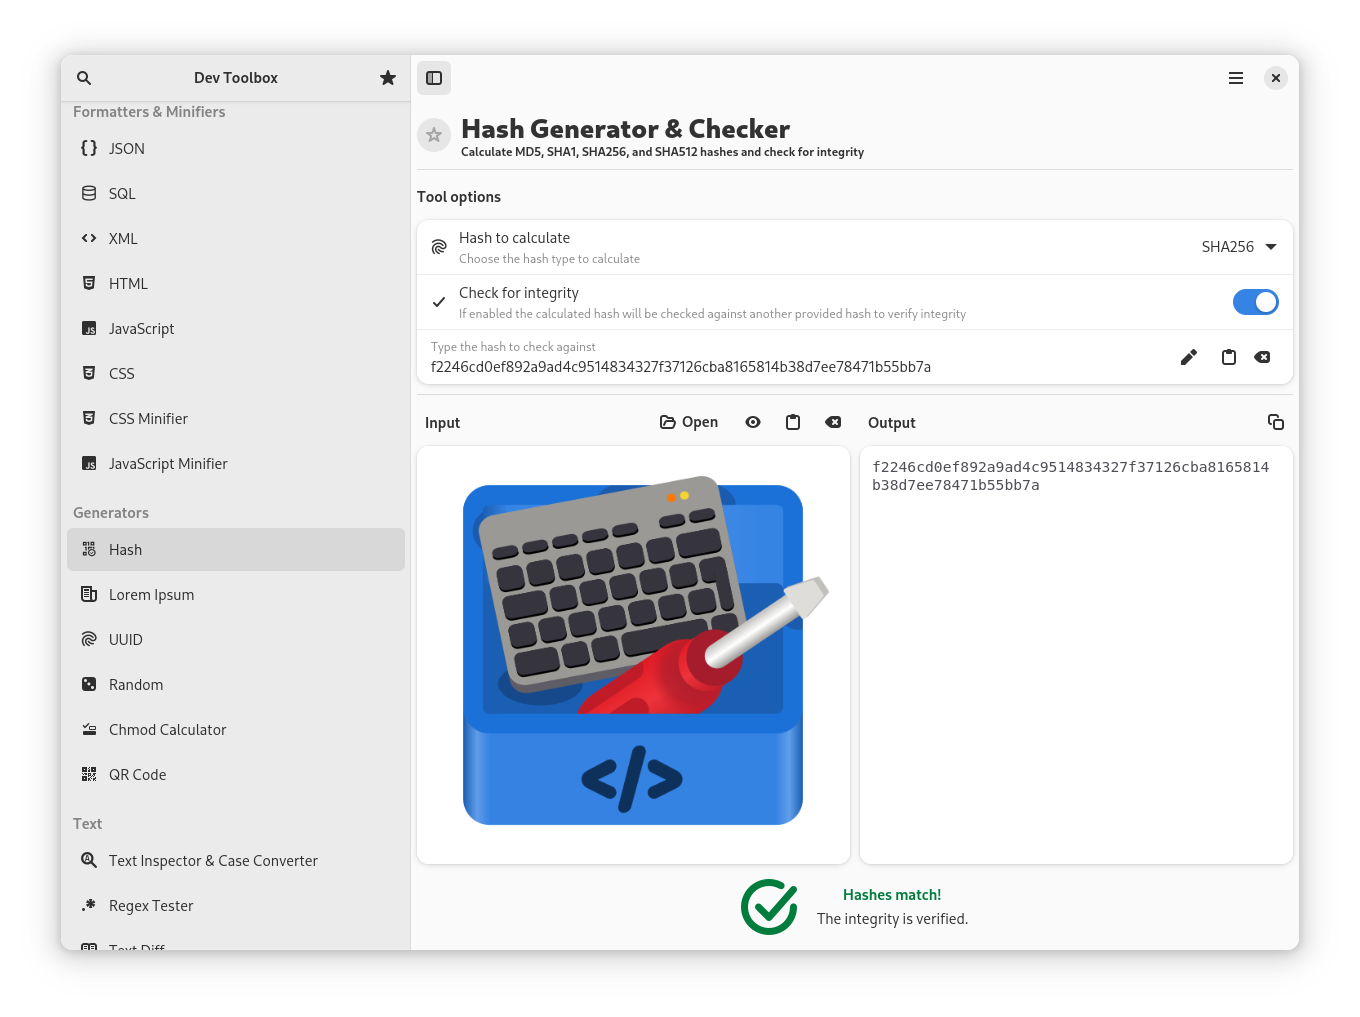 Dev Toolbox
Formatters & Minifiers
JSON
SQL
XML
HTML
JavaScript
CSS
CSS Minifier
JavaScript Minifier
Generators
Hash
Lorem Ipsum
UUID
Random
Chmod Calculator
QR Code
Text
Text Inspector & Case Converter
Regex Tester
Text Diff
Hash Generator & Checker
Calculate MD5, SHA1, SHA256, and SHA512 hashes and check for integrity
Tool options
Hash to calculate
Choose the hash type to calculate
SHA256
Check for integrity
If enabled the calculated hash will be checked against another provided hash to verify integrity
Type the hash to check against
f2246cd0ef892a9ad4c9514834327f37126cba8165814b38d7ee78471b55bb7a
Input
Open
Output
</>
f2246cd0ef892a9ad4c9514834327f37126cba8165814
b38d7ee78471b55bb7a
Hashes match!
The integrity is verified.